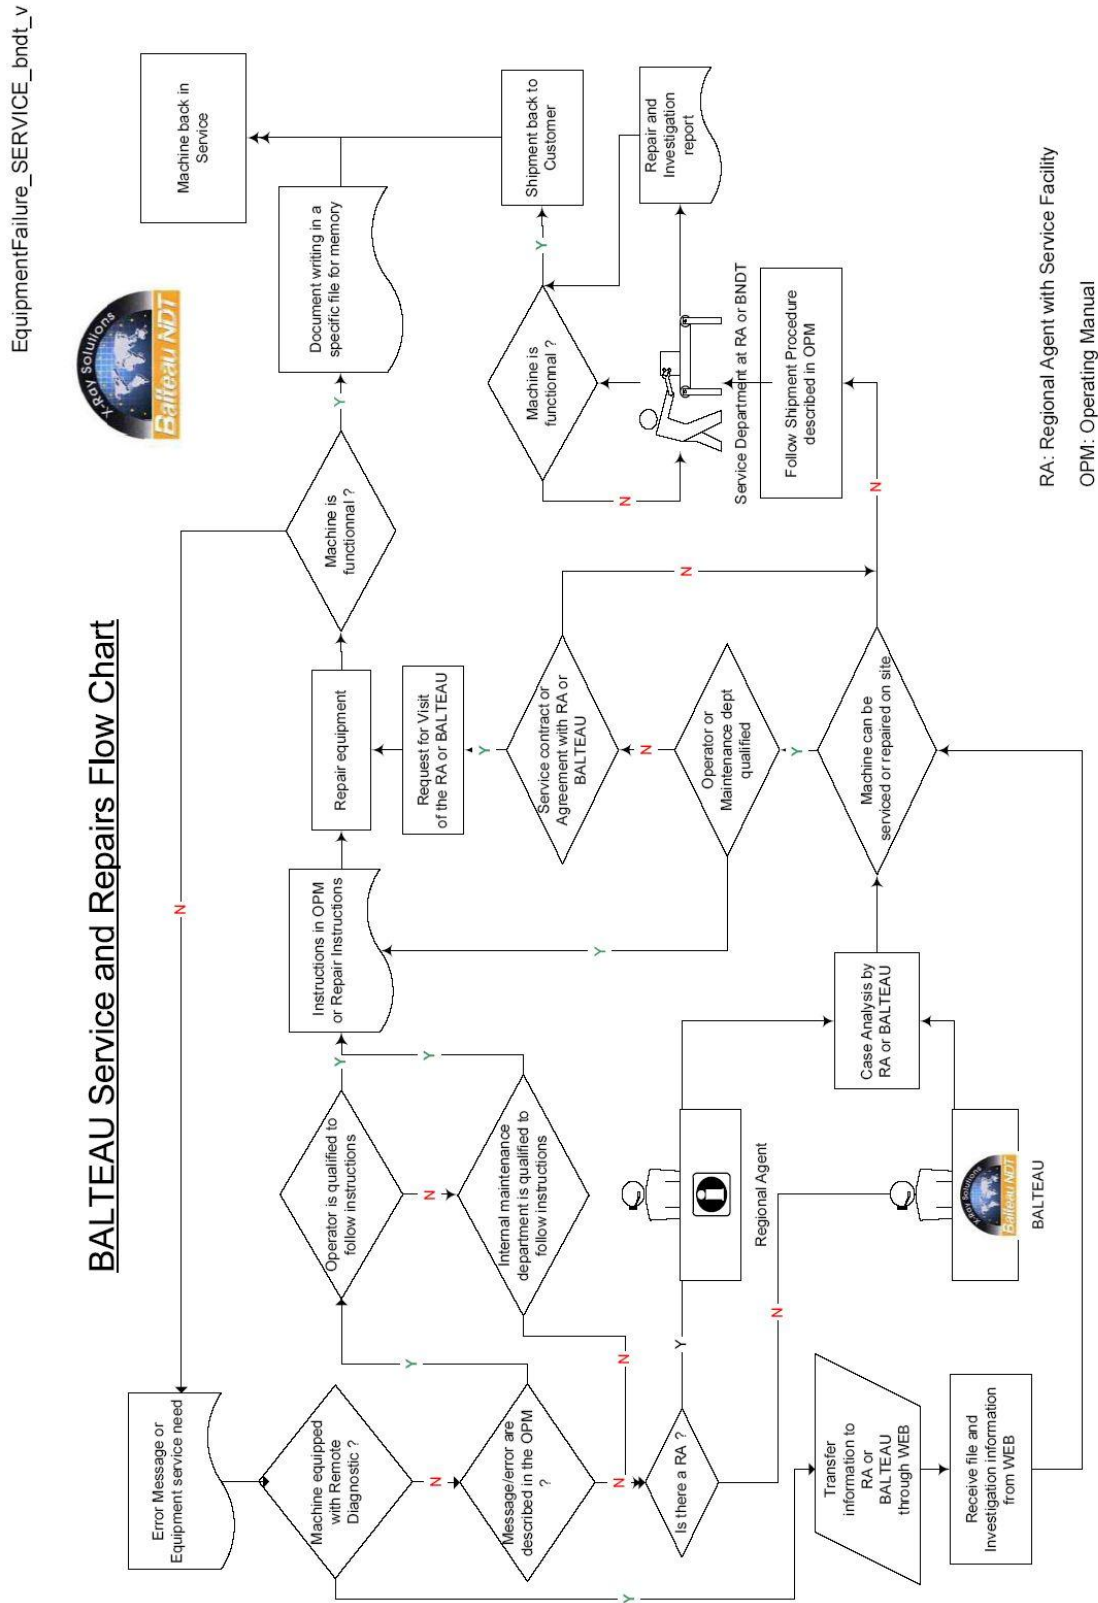 EquipmentFailure_SERVICE_bndt_v
BALTEAU Service and Repairs Flow Chart
X-Ray Solutions
Balteau NDT
Error Message or
Equipment service need
Machine equipped
with Remote
Diagnostic ?
N
Y
Message/error are
described in the OPM
?
Y
N
Operator is qualified to
follow instructions
Y
N
Internal maintenance
department is qualified to
follow instructions
Y
N
Is there a RA ?
Y
N
Regional Agent
X-Ray Solutions
Balteau NDT
BALTEAU
Transfer
information to
RA or
BALTEAU
through WEB
Receive file and
Investigation information
from WEB
Case Analysis by
RA or BALTEAU
Machine can be
serviced or repaired on site
Y
N
Operator or
Maintenance dept
qualified
Y
N
Service contract or
Agreement with RA or
BALTEAU
Y
N
Request for Visit
of the RA or BALTEAU
Instructions in OPM
or Repair Instructions
Repair equipment
Machine is
functionnal ?
Y
N
Document writing in a
specific file for memory
Machine back in
Service
Follow Shipment Procedure
described in OPM
Service Department at RA or BNDT
Machine is
functionnal ?
Y
N
Shipment back to
Customer
Repair and
Investigation
report
RA: Regional Agent with Service Facility
OPM: Operating Manual